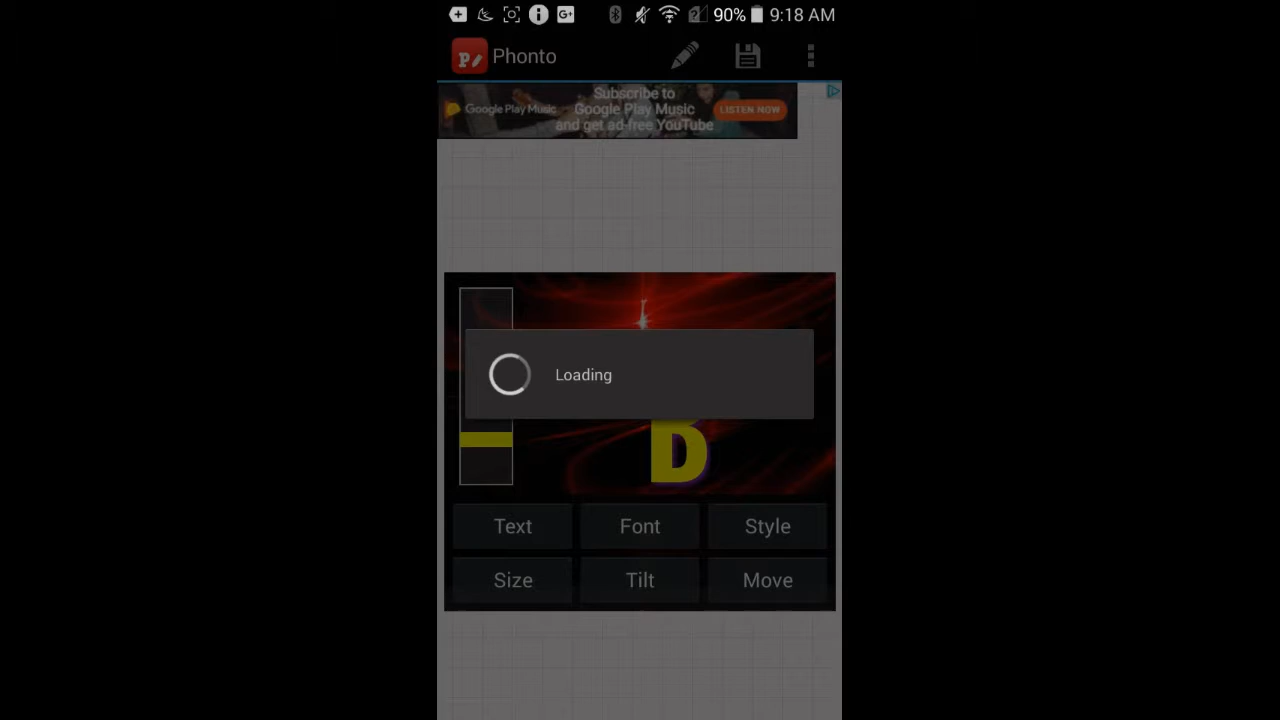 90% 9:18 AM
Phonto
Google Play Music
Subscribe to
Google Play Music
and get ad-free YouTube
LISTEN NOW
Loading
B
Text Font Style
Size Tilt Move